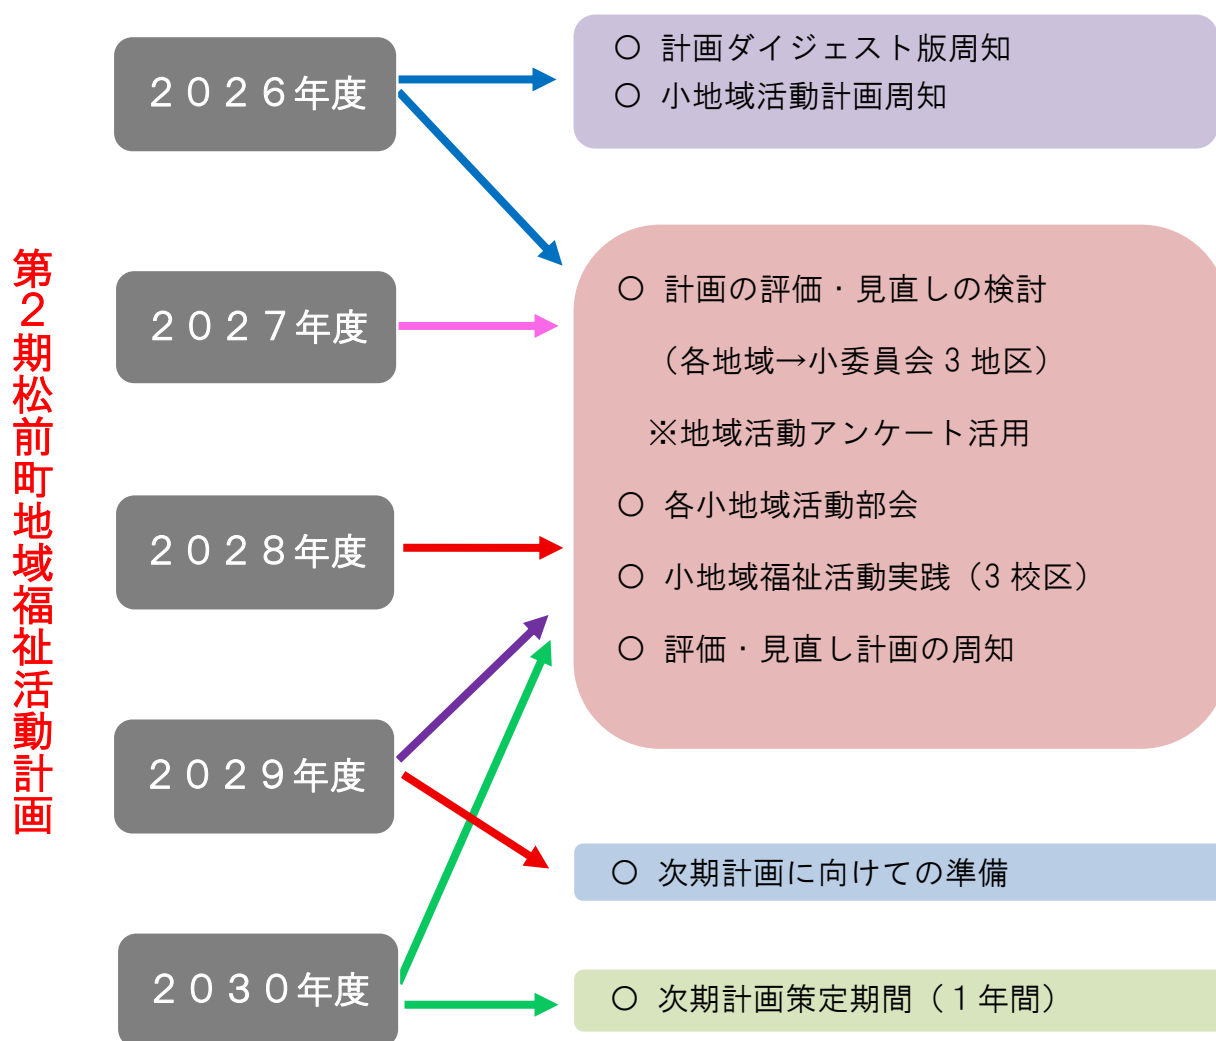 第２期松前町地域福祉活動計画
２０２６年度
〇 計画ダイジェスト版周知
〇 小地域活動計画周知
２０２７年度
〇 計画の評価・見直しの検討
（各地域→小委員会３地区）
※地域活動アンケート活用
〇 各小地域活動部会
〇 小地域福祉活動実践（３校区）
〇 評価・見直し計画の周知
２０２８年度
２０２９年度
〇 次期計画に向けての準備
２０３０年度
〇 次期計画策定期間（１年間）